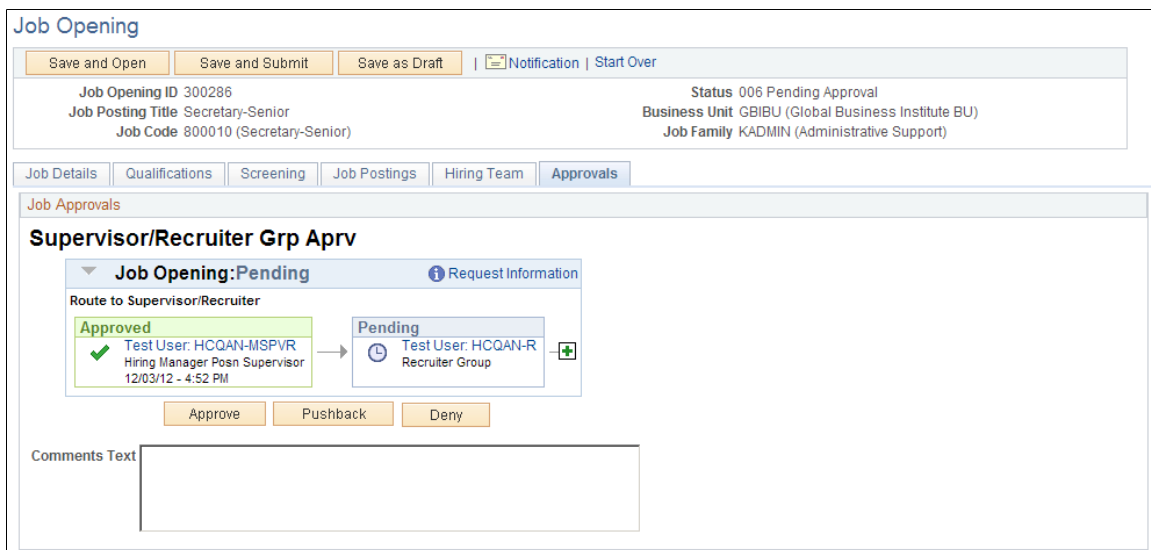 Job Opening
Save and Open Save and Submit Save as Draft | Notification | Start Over
Job Opening ID 300286 Status 006 Pending Approval
Job Posting Title Secretary-Senior Business Unit GBIBU (Global Business Institute BU)
Job Code 800010 (Secretary-Senior) Job Family KADMIN (Administrative Support)
Job Details Qualifications Screening Job Postings Hiring Team Approvals
Job Approvals
Supervisor/Recruiter Grp Aprv
Job Opening:Pending Request Information
Route to Supervisor/Recruiter
Approved Pending
Test User: HCQAN-MSPVR Test User: HCQAN-R
Hiring Manager Posn Supervisor Recruiter Group
12/03/12 - 4:52 PM
Approve Pushback Deny
Comments Text